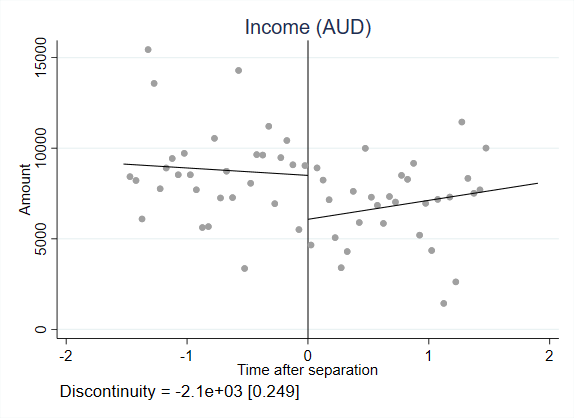 Income (AUD)
15000
10000
5000
0
Amount
-2 -1 0 1 2
Time after separation
Discontinuity = -2.1e+03 [0.249]